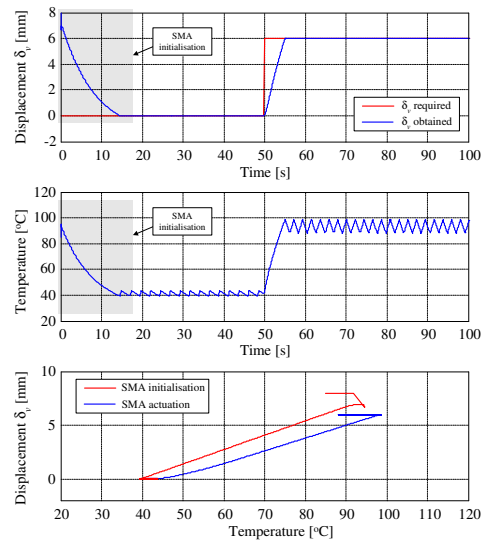 8
6
4
2
0
-2
Displacement δv [mm]
SMA
initialisation
δv required
δv obtained
0 10 20 30 40 50 60 70 80 90 100
Time [s]
120
100
80
60
40
20
Temperature [°C]
SMA
initialisation
0 10 20 30 40 50 60 70 80 90 100
Time [s]
10
5
0
Displacement δv [mm]
SMA initialisation
SMA actuation
20 30 40 50 60 70 80 90 100 110 120
Temperature [°C]